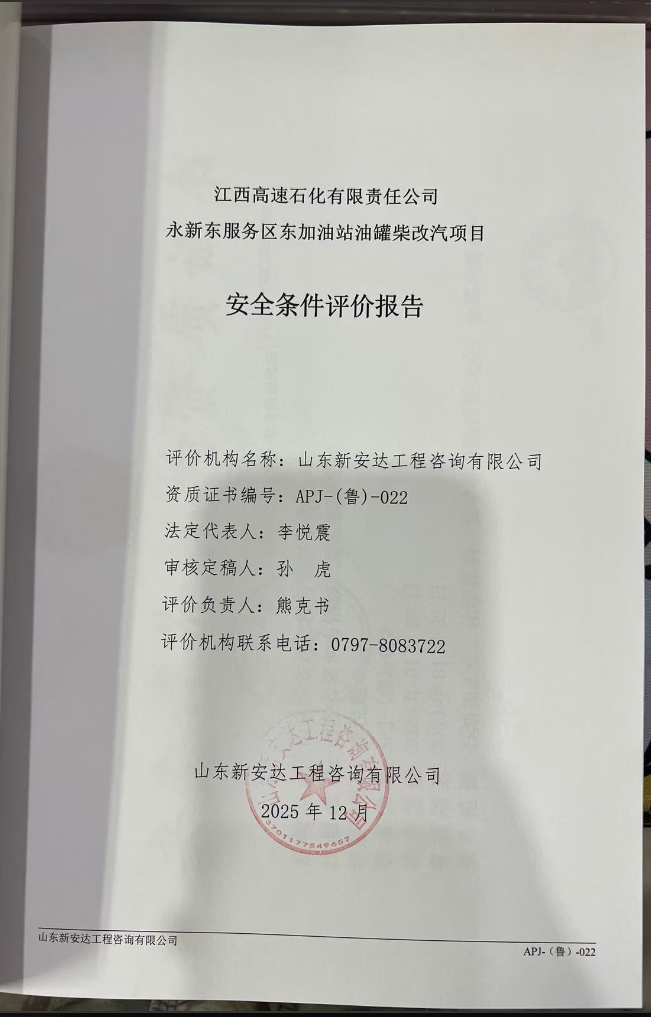 江西高速石化有限责任公司
永新东服务区东加油站油罐柴改汽项目
安全条件评价报告
评价机构名称：山东新安达工程咨询有限公司
资质证书编号：APJ-(鲁)-022
法定代表人：李悦震
审核定稿人：孙　虎
评价负责人：熊克书
评价机构联系电话：0797-8083722
山东新安达工程咨询有限公司
2025 年 12 月
3701177549657
山东新安达工程咨询有限公司
APJ-（鲁）-022